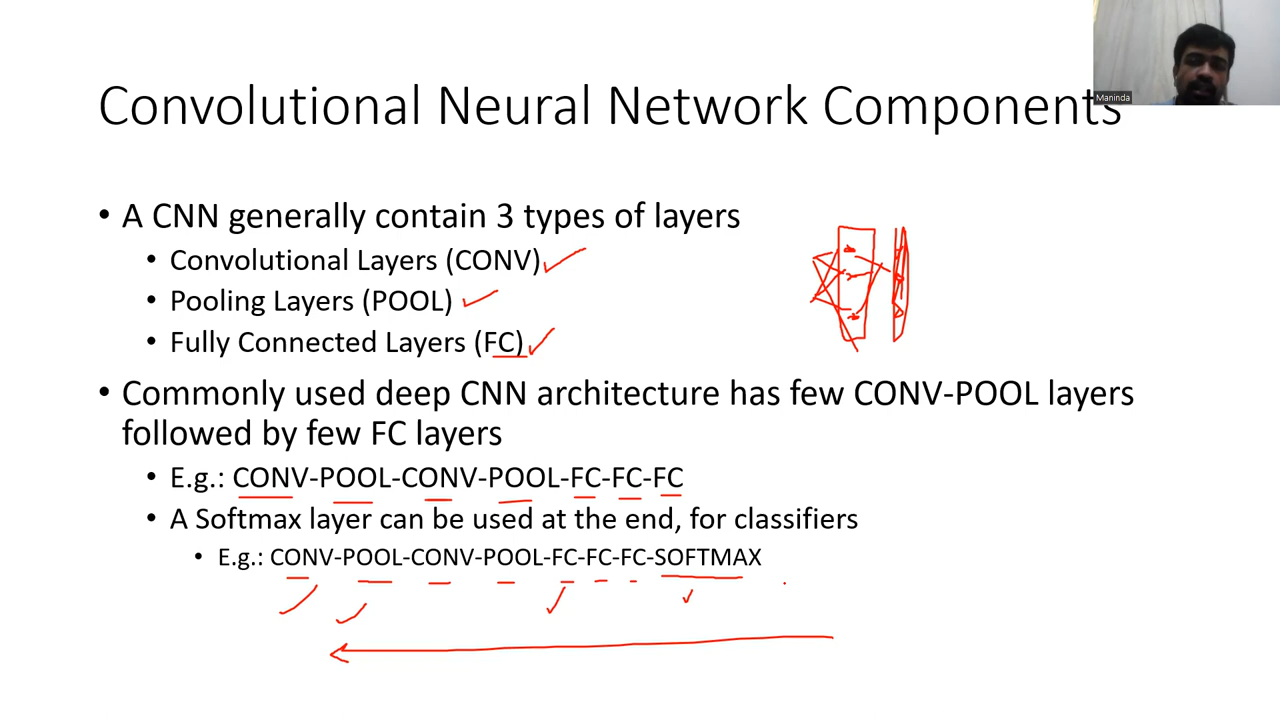 Maninda
Convolutional Neural Network Components
• A CNN generally contain 3 types of layers
• Convolutional Layers (CONV)
• Pooling Layers (POOL)
• Fully Connected Layers (FC)
• Commonly used deep CNN architecture has few CONV-POOL layers
followed by few FC layers
• E.g.: CONV-POOL-CONV-POOL-FC-FC-FC
• A Softmax layer can be used at the end, for classifiers
• E.g.: CONV-POOL-CONV-POOL-FC-FC-FC-SOFTMAX